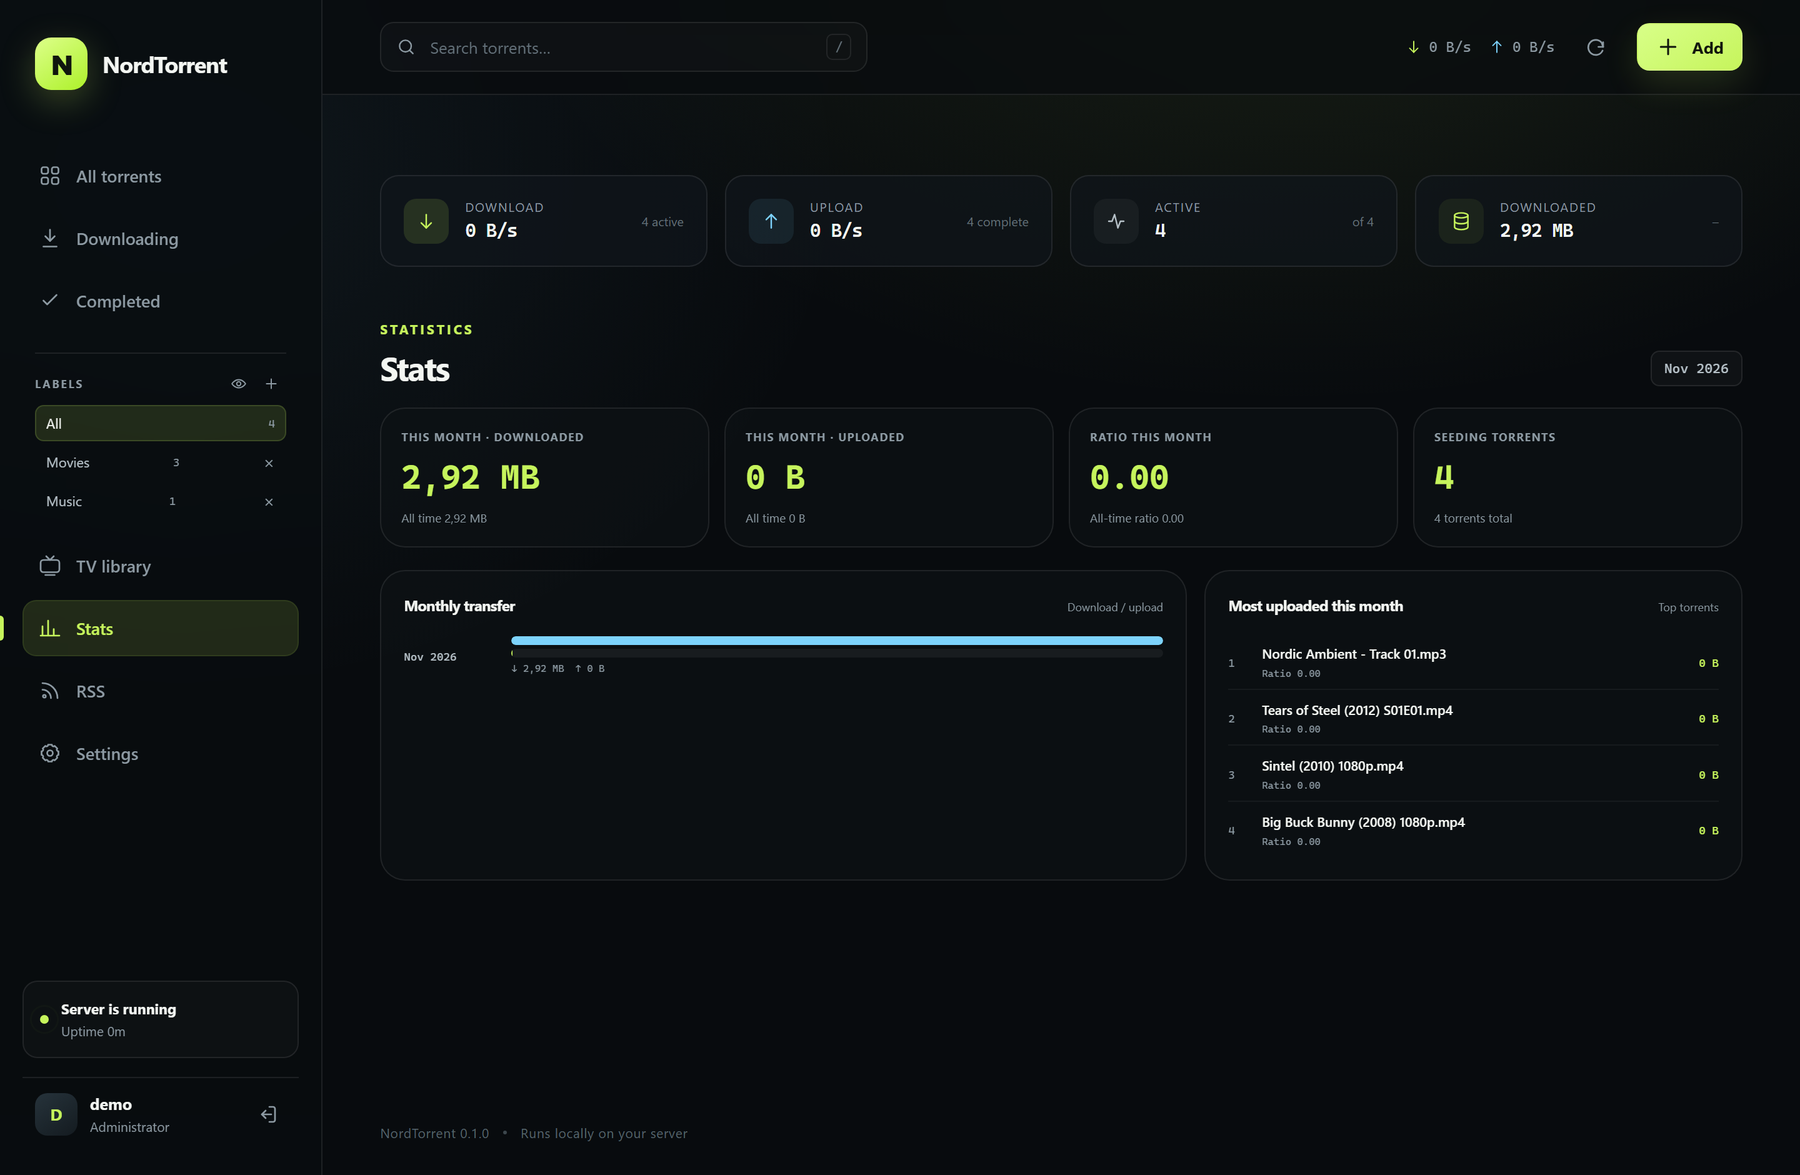 N NordTorrent
Search torrents... /
↓ 0 B/s ↑ 0 B/s
+ Add
All torrents
Downloading
Completed
LABELS
All 4
Movies 3 ×
Music 1 ×
TV library
Stats
RSS
Settings
Server is running
Uptime 0m
D demo
Administrator
DOWNLOAD
0 B/s
4 active
UPLOAD
0 B/s
4 complete
ACTIVE
4
of 4
DOWNLOADED
2,92 MB
–
STATISTICS
Stats
Nov 2026
THIS MONTH · DOWNLOADED
2,92 MB
All time 2,92 MB
THIS MONTH · UPLOADED
0 B
All time 0 B
RATIO THIS MONTH
0.00
All-time ratio 0.00
SEEDING TORRENTS
4
4 torrents total
Monthly transfer
Download / upload
Nov 2026
↓ 2,92 MB ↑ 0 B
Most uploaded this month
Top torrents
1 Nordic Ambient - Track 01.mp3 0 B
Ratio 0.00
2 Tears of Steel (2012) S01E01.mp4 0 B
Ratio 0.00
3 Sintel (2010) 1080p.mp4 0 B
Ratio 0.00
4 Big Buck Bunny (2008) 1080p.mp4 0 B
Ratio 0.00
NordTorrent 0.1.0 • Runs locally on your server